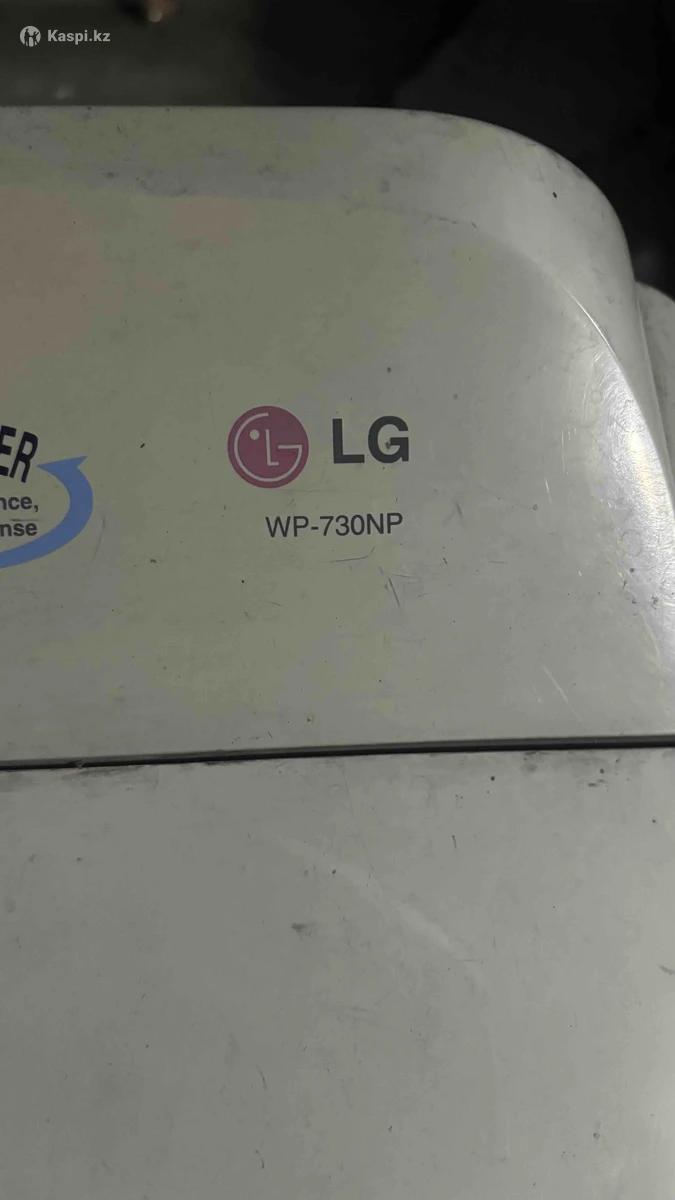 Kaspi.kz
LG
ER
nce,
nse
WP-730NP